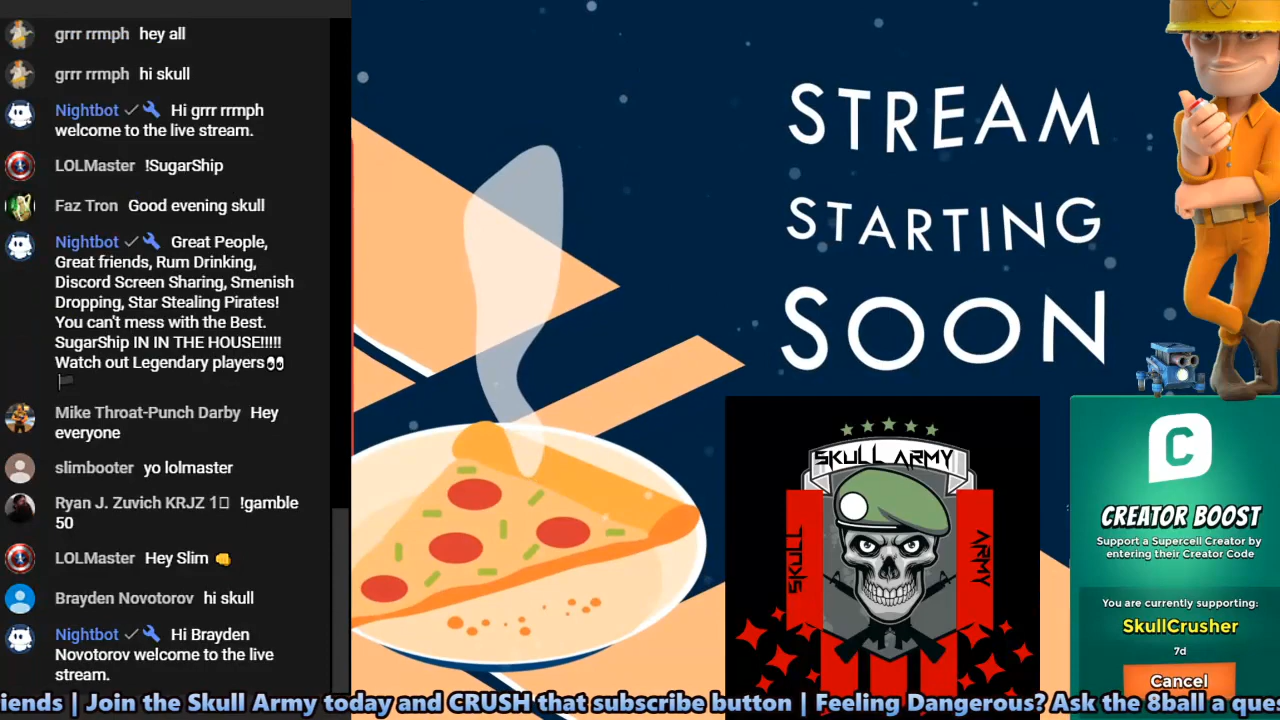 grrr rrmph hey all
grrr rrmph hi skull
Nightbot Hi grrr rrmph
welcome to the live stream.
LOLMaster !SugarShip
Faz Tron Good evening skull
Nightbot Great People,
Great friends, Rum Drinking,
Discord Screen Sharing, Smenish
Dropping, Star Stealing Pirates!
You can't mess with the Best.
SugarShip IN IN THE HOUSE!!!!!
Watch out Legendary players👀
🏴
Mike Throat-Punch Darby Hey
everyone
slimbooter yo lolmaster
Ryan J. Zuvich KRJZ 1 !gamble
50
LOLMaster Hey Slim 🤜
Brayden Novotorov hi skull
Nightbot Hi Brayden
Novotorov welcome to the live
stream.
STREAM
STARTING
SOON
SKULL ARMY
SKULL
ARMY
C
CREATOR BOOST
Support a Supercell Creator by
entering their Creator Code
You are currently supporting:
SkullCrusher
7d
Cancel
iends | Join the Skull Army today and CRUSH that subscribe button | Feeling Dangerous? Ask the 8ball a ques